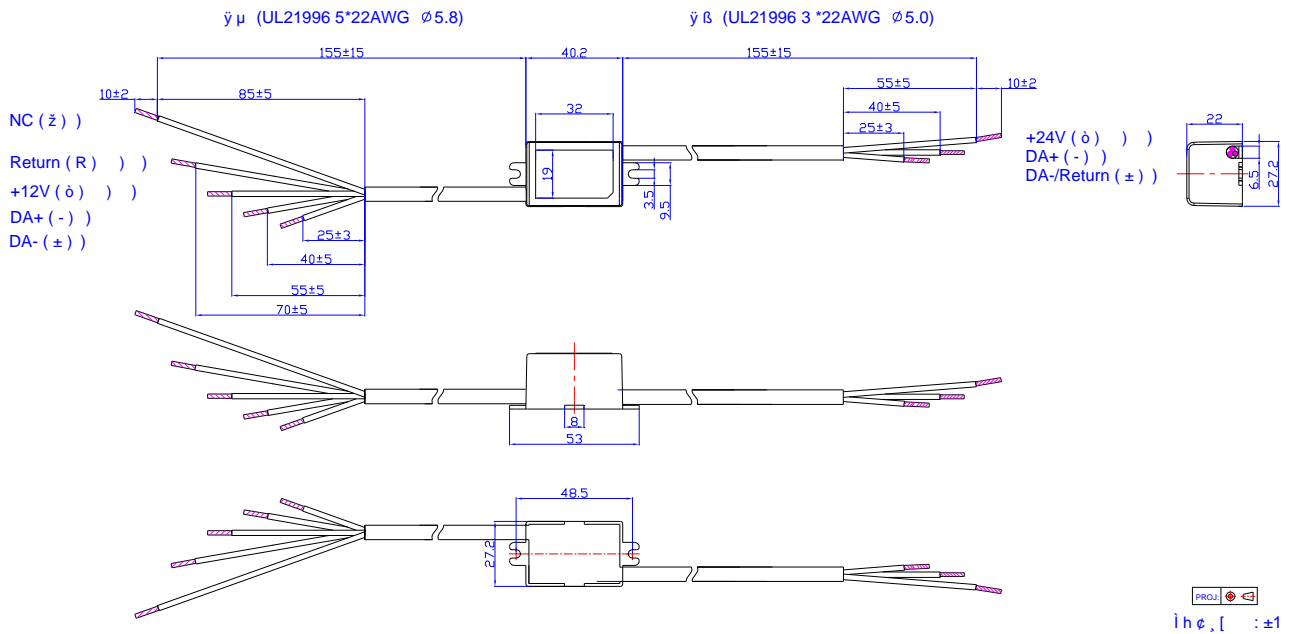 ÿ µ (UL21996 5*22AWG ∅5.8)
ÿ ß (UL21996 3 *22AWG ∅5.0)
155±15
40.2
155±15
55±5
10±2
10±2
85±5
40±5
32
25±3
22
NC ( ž ) )
Return ( R ) ) )
+12V ( ò ) ) )
DA+ ( - ) )
DA- ( ± ) )
+24V ( ò ) ) )
DA+ ( - ) )
DA-/Return ( ± ) )
19
3.5
9.5
6.5
27.2
25±3
40±5
55±5
70±5
8
53
48.5
27.2
PROJ:
Ì h ¢ ¸ [ : ±1